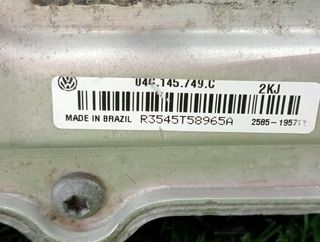 04C.145.749.C 2KJ
MADE IN BRAZIL R3545T58965A